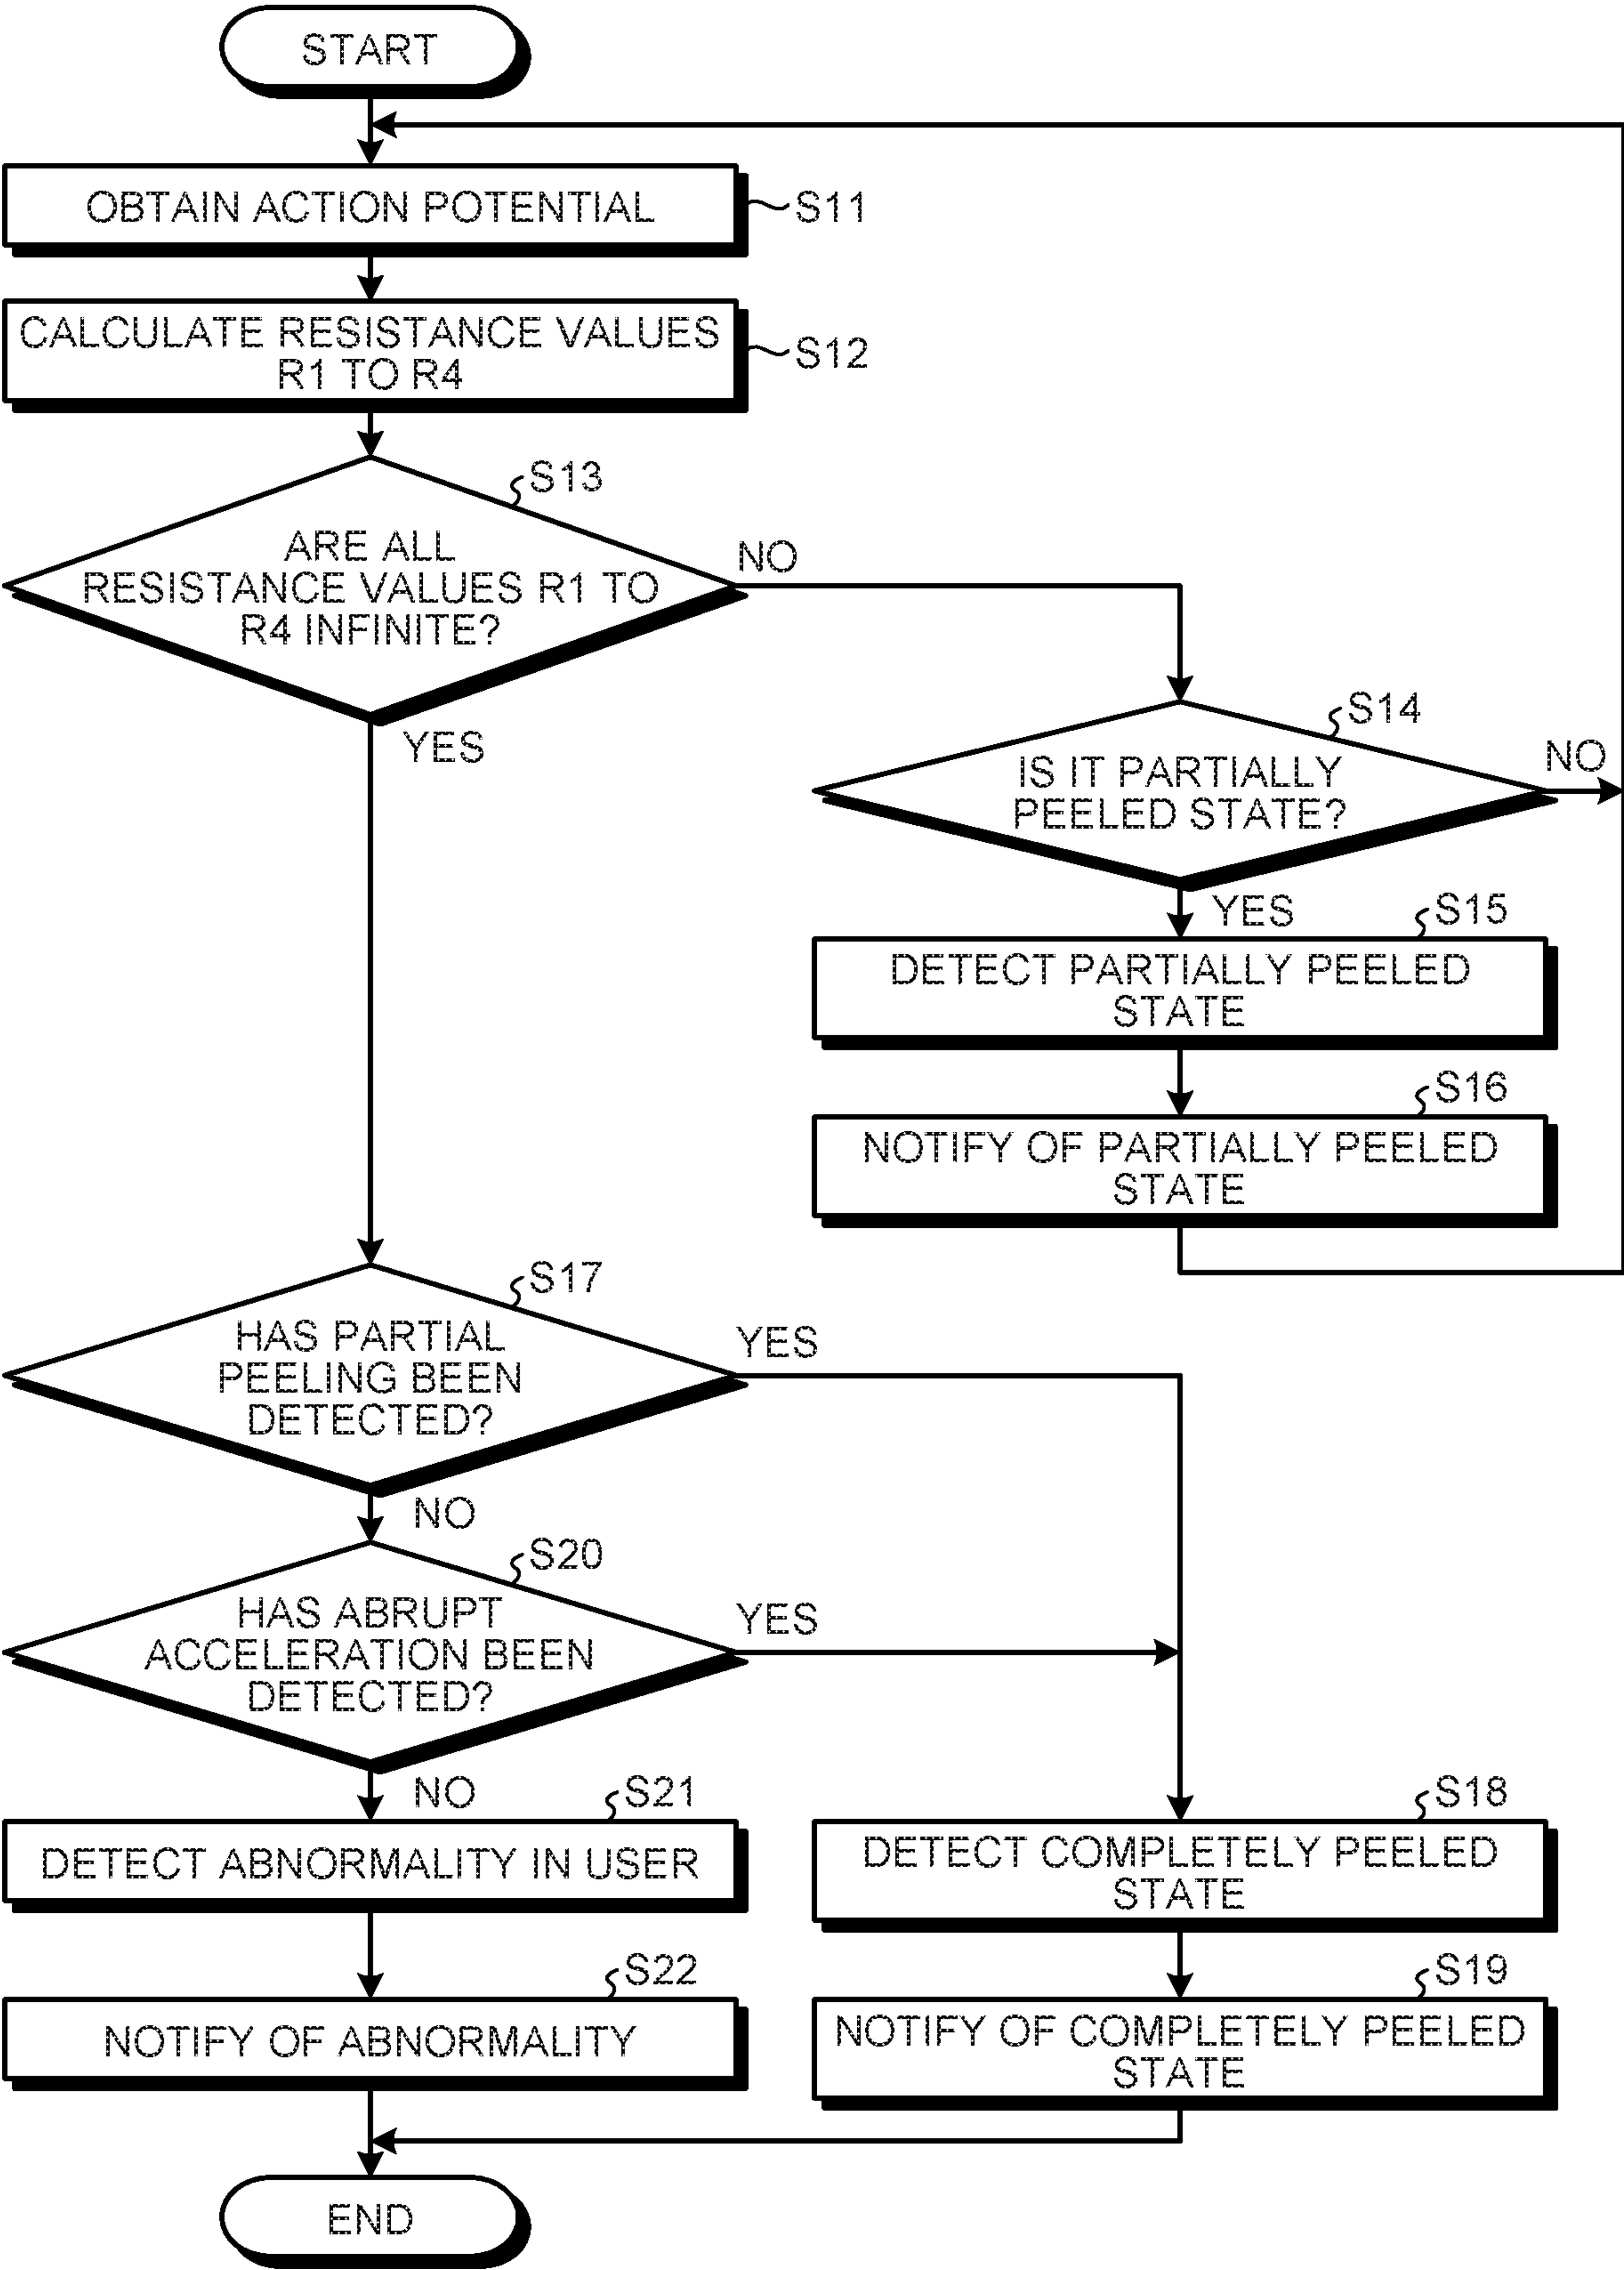 START
OBTAIN ACTION POTENTIAL
S11
CALCULATE RESISTANCE VALUES
R1 TO R4
S12
S13
ARE ALL
RESISTANCE VALUES R1 TO
R4 INFINITE?
NO
YES
S14
IS IT PARTIALLY
PEELED STATE?
NO
YES
S15
DETECT PARTIALLY PEELED
STATE
S16
NOTIFY OF PARTIALLY PEELED
STATE
S17
HAS PARTIAL
PEELING BEEN
DETECTED?
YES
NO
S20
HAS ABRUPT
ACCELERATION BEEN
DETECTED?
YES
NO
S21
DETECT ABNORMALITY IN USER
S18
DETECT COMPLETELY PEELED
STATE
S22
NOTIFY OF ABNORMALITY
S19
NOTIFY OF COMPLETELY PEELED
STATE
END